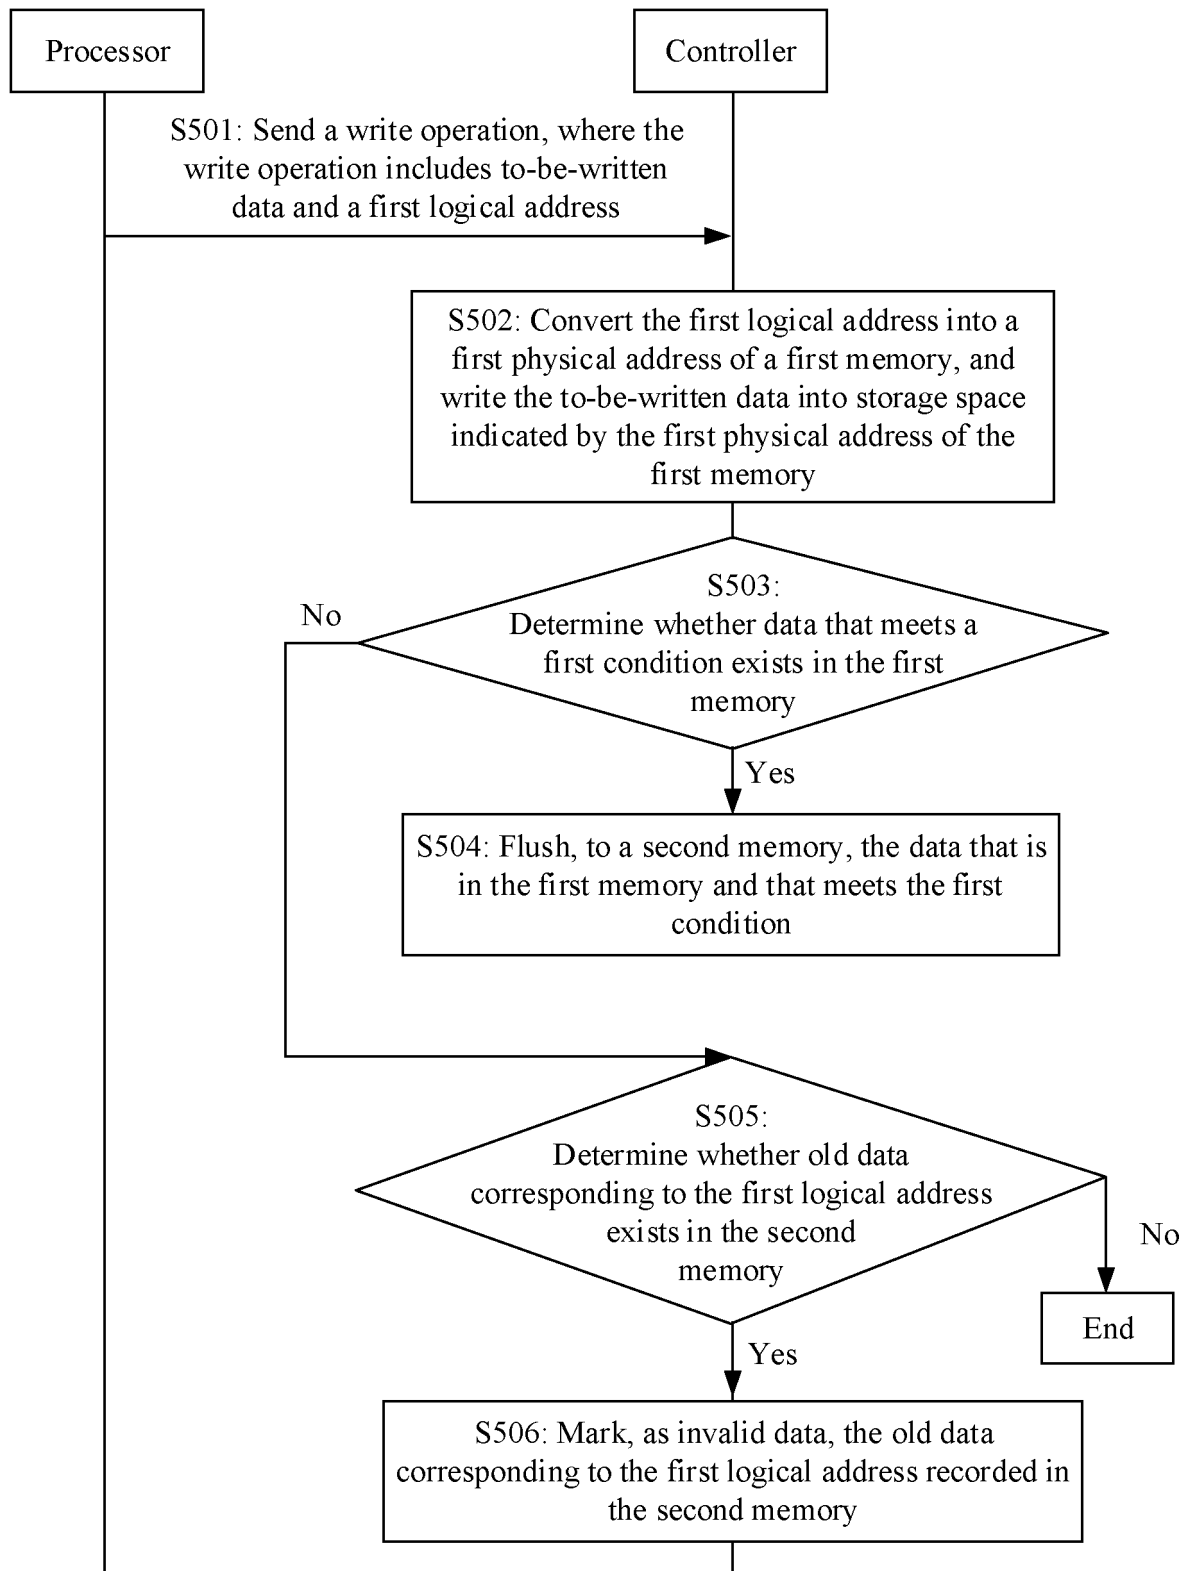 Processor
Controller
S501: Send a write operation, where the
write operation includes to-be-written
data and a first logical address
S502: Convert the first logical address into a
first physical address of a first memory, and
write the to-be-written data into storage space
indicated by the first physical address of the
first memory
S503:
Determine whether data that meets a
first condition exists in the first
memory
No
Yes
S504: Flush, to a second memory, the data that is
in the first memory and that meets the first
condition
S505:
Determine whether old data
corresponding to the first logical address
exists in the second
memory
No
End
Yes
S506: Mark, as invalid data, the old data
corresponding to the first logical address recorded in
the second memory